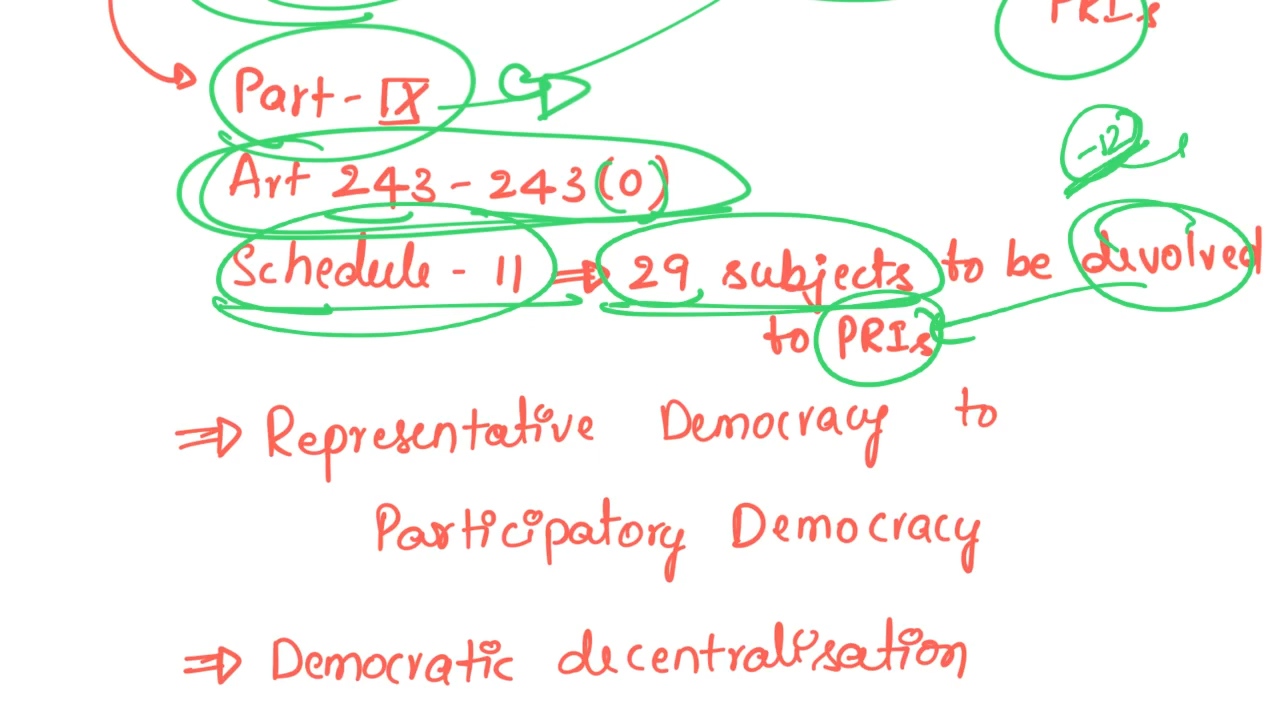 PRIs
Part - IX
-12
Art 243 - 243(O)
Schedule - 11 ⇒ 29 subjects to be devolved
to PRIs
⇒ Representative Democracy to
Participatory Democracy
⇒ Democratic decentralisation